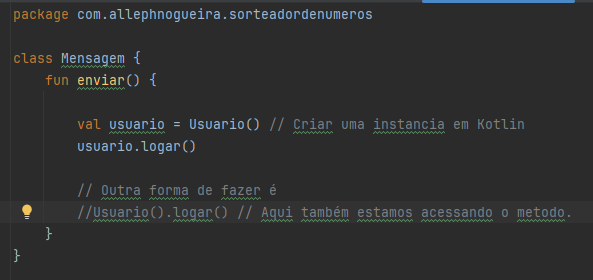 package com.allephnogueira.sorteadordenumeros
class Mensagem {
fun enviar() {
val usuario = Usuario() // Criar uma instancia em Kotlin
usuario.logar()
// Outra forma de fazer é
//Usuario().logar() // Aqui também estamos acessando o metodo.
}
}